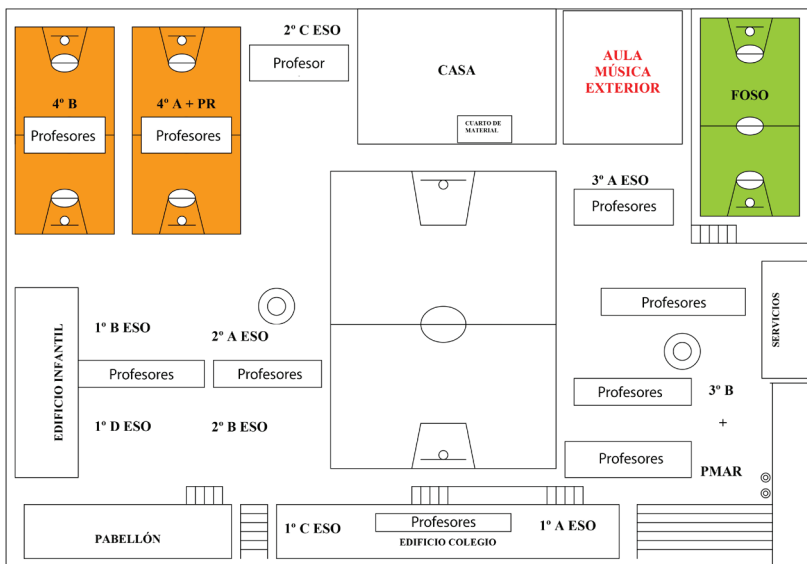 2º C ESO
Profesor
CASA
AULA
MÚSICA
EXTERIOR
FOSO
4º B
4º A + PR
Profesores
Profesores
CUARTO DE
MATERIAL
3º A ESO
Profesores
SERVICIOS
Profesores
EDIFICIO INFANTIL
1º B ESO
2º A ESO
Profesores
Profesores
1º D ESO
2º B ESO
Profesores
3º B
+
Profesores
PMAR
PABELLÓN
1º C ESO
Profesores
1º A ESO
EDIFICIO COLEGIO